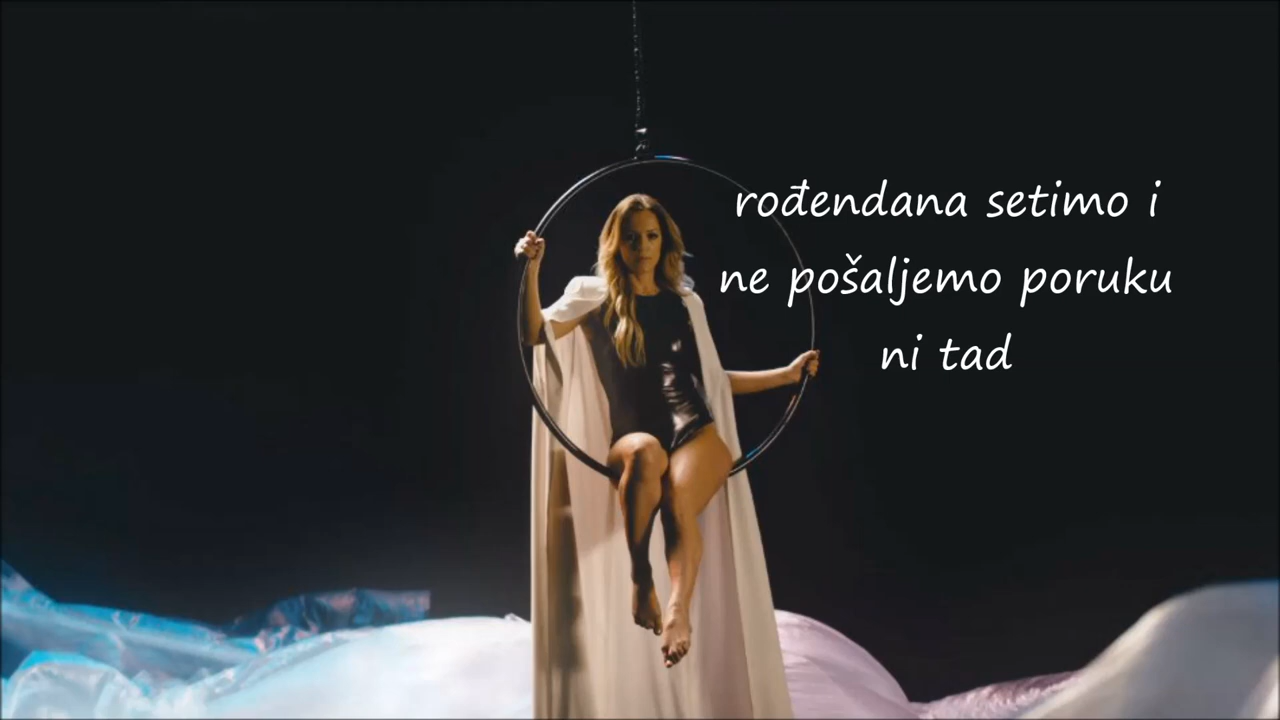 rođendana setimo i
ne pošaljemo poruku
ni tad